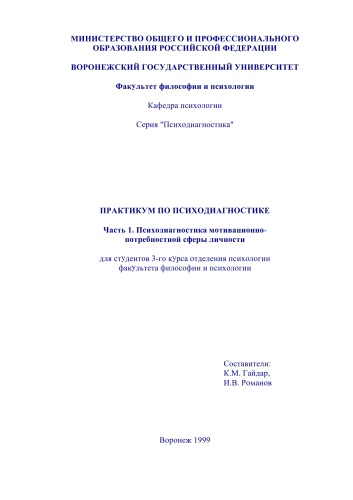 МИНИСТЕРСТВО ОБЩЕГО И ПРОФЕССИОНАЛЬНОГО
ОБРАЗОВАНИЯ РОССИЙСКОЙ ФЕДЕРАЦИИ
ВОРОНЕЖСКИЙ ГОСУДАРСТВЕННЫЙ УНИВЕРСИТЕТ
Факультет философии и психологии
Кафедра психологии
Серия "Психодиагностика"
ПРАКТИКУМ ПО ПСИХОДИАГНОСТИКЕ
Часть 1. Психодиагностика мотивационно-
потребностной сферы личности
для студентов 3-го курса отделения психологии
факультета философии и психологии
Составители:
К.М. Гайдар,
И.В. Романов
Воронеж 1999